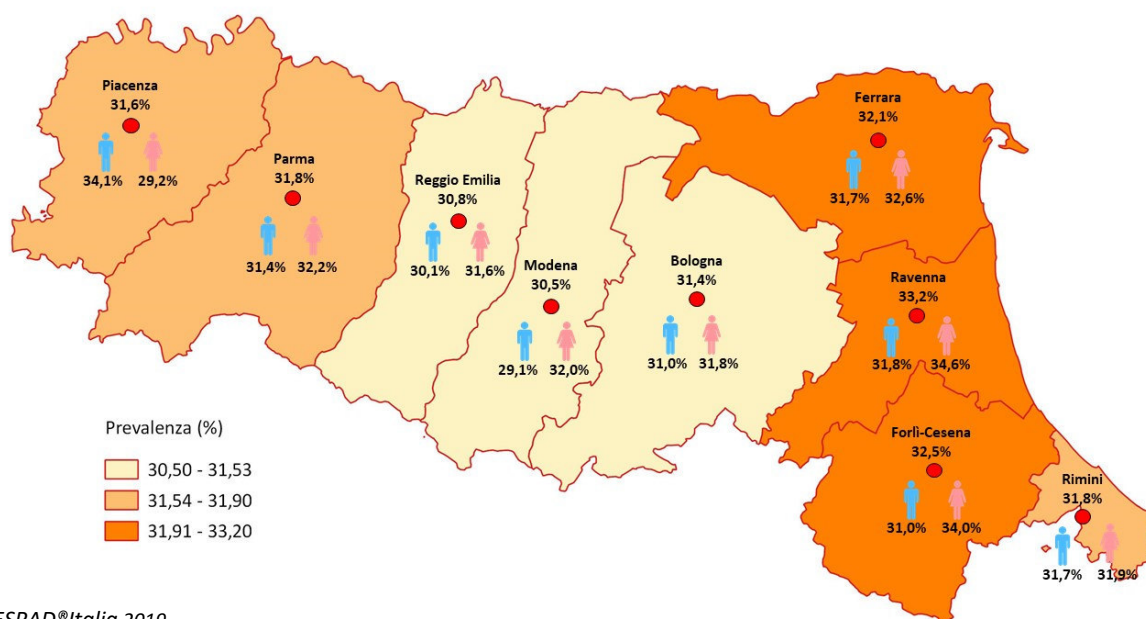 Piacenza
31,6%
34,1% 29,2%
Parma
31,8%
31,4% 32,2%
Reggio Emilia
30,8%
30,1% 31,6%
Modena
30,5%
29,1% 32,0%
Bologna
31,4%
31,0% 31,8%
Ferrara
32,1%
31,7% 32,6%
Ravenna
33,2%
31,8% 34,6%
Forlì-Cesena
32,5%
31,0% 34,0%
Rimini
31,8%
31,7% 31,9%
Prevalenza (%)
30,50 - 31,53
31,54 - 31,90
31,91 - 33,20